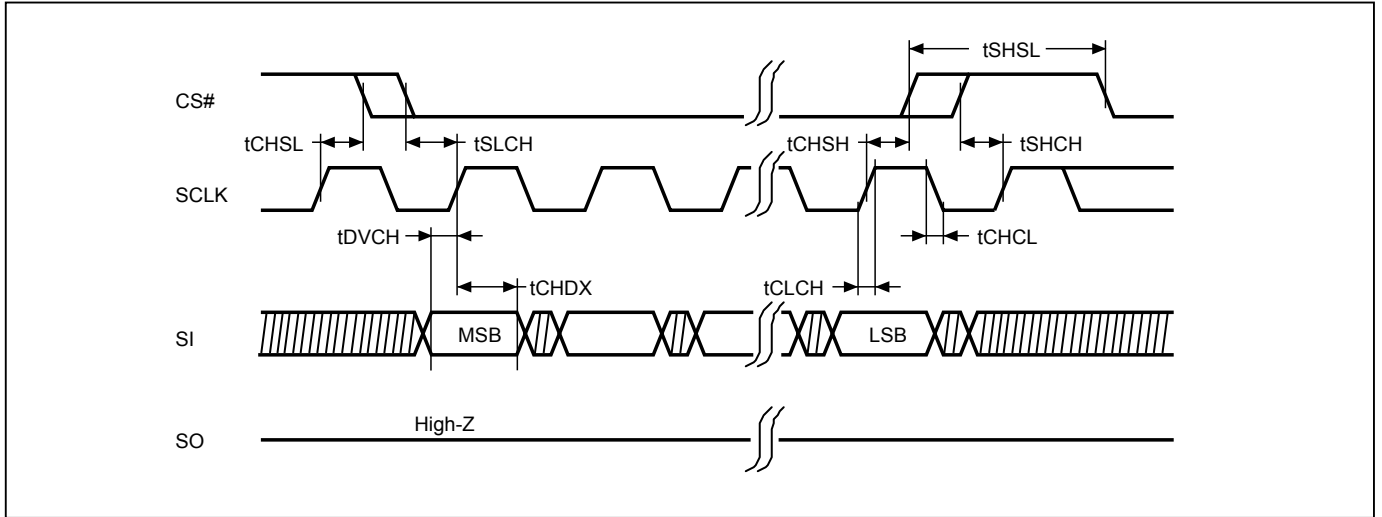 tSHSL
CS#
tCHSL
tSLCH
tCHSH
tSHCH
SCLK
tDVCH
tCHCL
tCHDX
tCLCH
SI
MSB
LSB
High-Z
SO